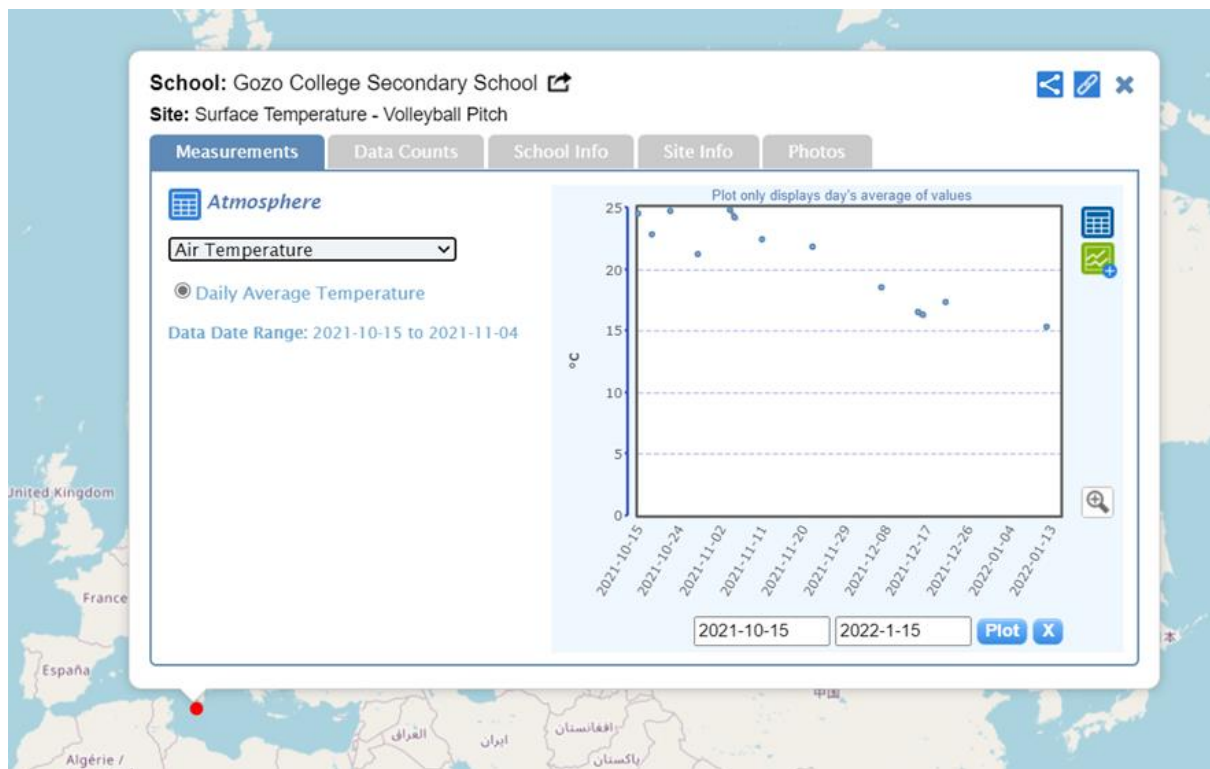 School: Gozo College Secondary School
Site: Surface Temperature - Volleyball Pitch
Measurements
Data Counts
School Info
Site Info
Photos
Atmosphere
Air Temperature
Daily Average Temperature
Data Date Range: 2021-10-15 to 2021-11-04
Plot only displays day's average of values
25
20
15
10
5
0
°C
2021-10-15
2021-10-24
2021-11-02
2021-11-11
2021-11-20
2021-11-29
2021-12-08
2021-12-17
2021-12-26
2022-01-04
2022-01-13
2021-10-15
2022-1-15
Plot
X
United Kingdom
France
España
Algérie /
العراق
ایران
افغانستان
پاکستان
中国
本